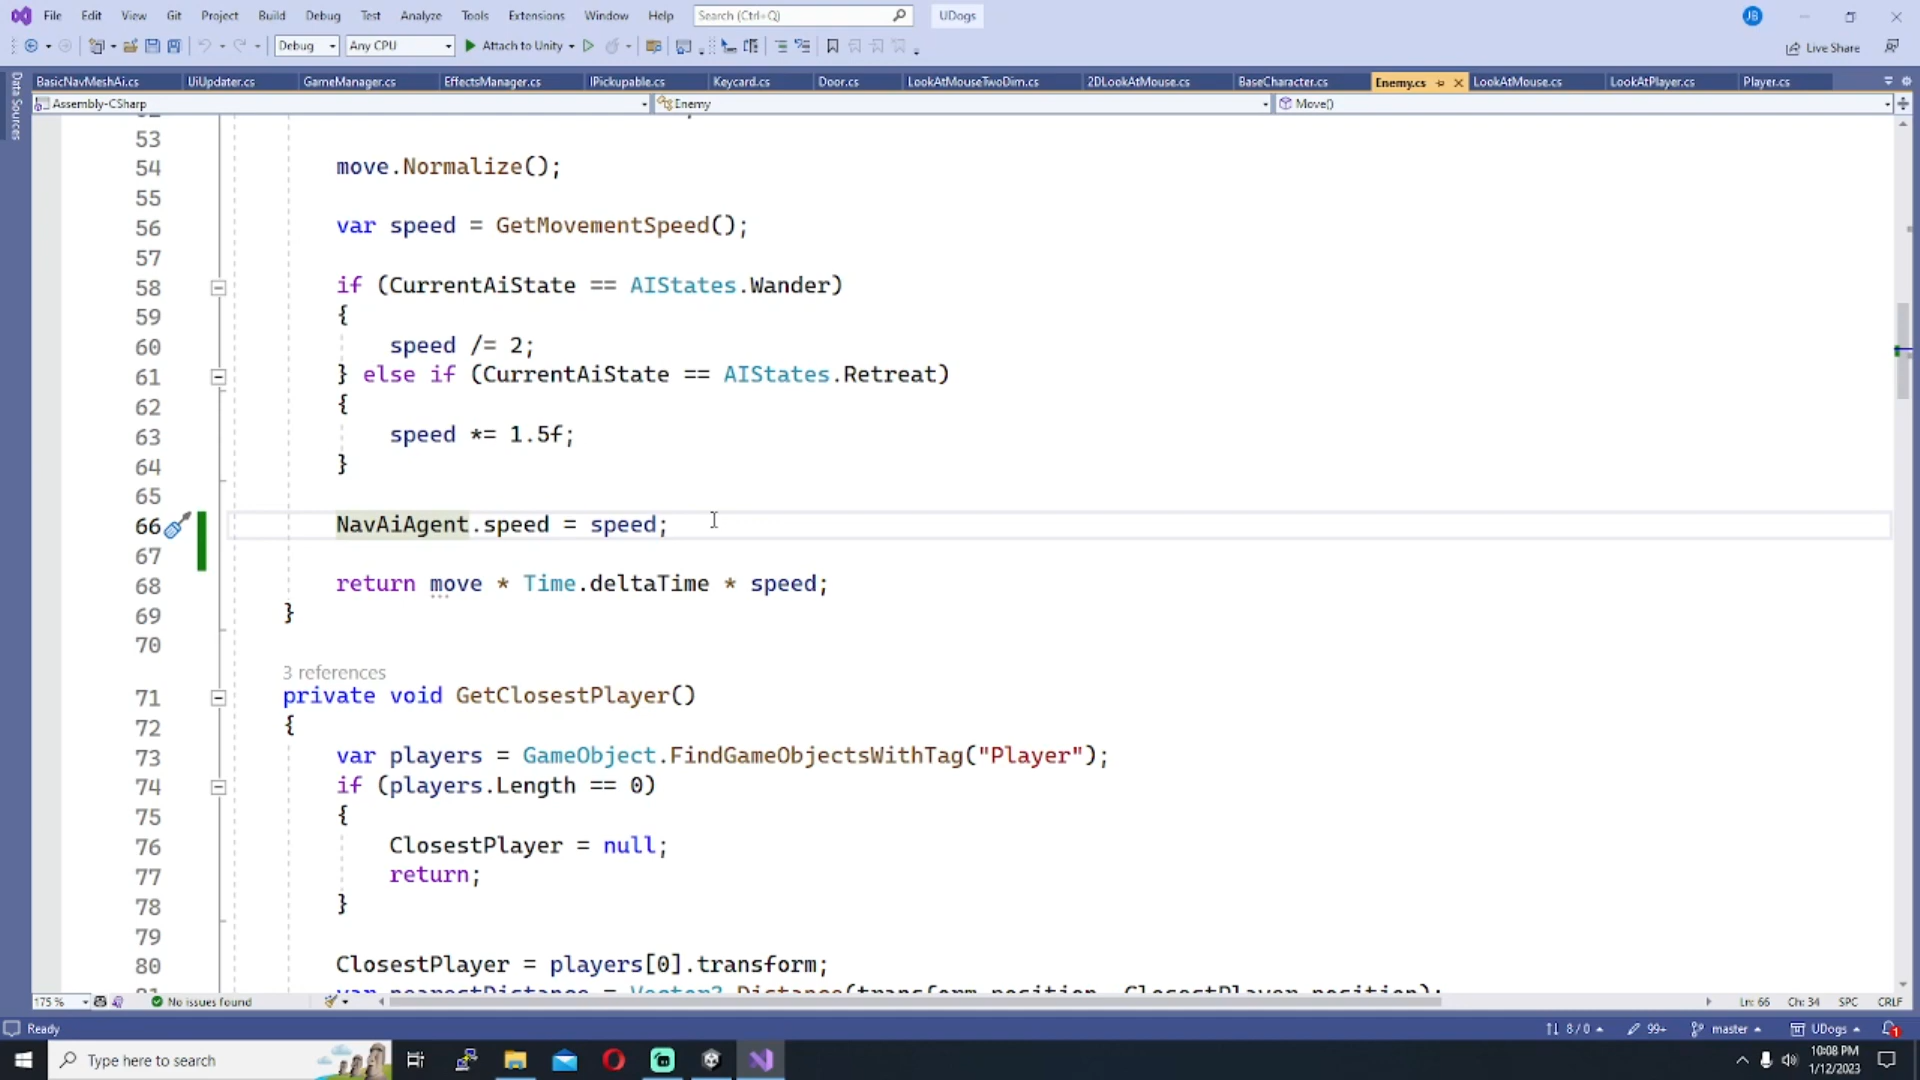 File Edit View Git Project Build Debug Test Analyze Tools Extensions Window Help Search (Ctrl+Q) UDogs JB
Debug Any CPU Attach to Unity Live Share
Data Sources
BasicNavMeshAi.cs UiUpdater.cs GameManager.cs EffectsManager.cs IPickupable.cs Keycard.cs Door.cs LookAtMouseTwoDim.cs 2DLookAtMouse.cs BaseCharacter.cs Enemy.cs LookAtMouse.cs LookAtPlayer.cs Player.cs
Assembly-CSharp Enemy Move()
53
54 move.Normalize();
55
56 var speed = GetMovementSpeed();
57
58 if (CurrentAiState == AIStates.Wander)
59 {
60 speed /= 2;
61 } else if (CurrentAiState == AIStates.Retreat)
62 {
63 speed *= 1.5f;
64 }
65
66 NavAiAgent.speed = speed;
67
68 return move * Time.deltaTime * speed;
69 }
70
3 references
71 private void GetClosestPlayer()
72 {
73 var players = GameObject.FindGameObjectsWithTag("Player");
74 if (players.Length == 0)
75 {
76 ClosestPlayer = null;
77 return;
78 }
79
80 ClosestPlayer = players[0].transform;
175 % No issues found Ln: 66 Ch: 34 SPC CRLF
Ready 8 / 0 99+ master UDogs 1
Type here to search 10:08 PM
1/12/2023